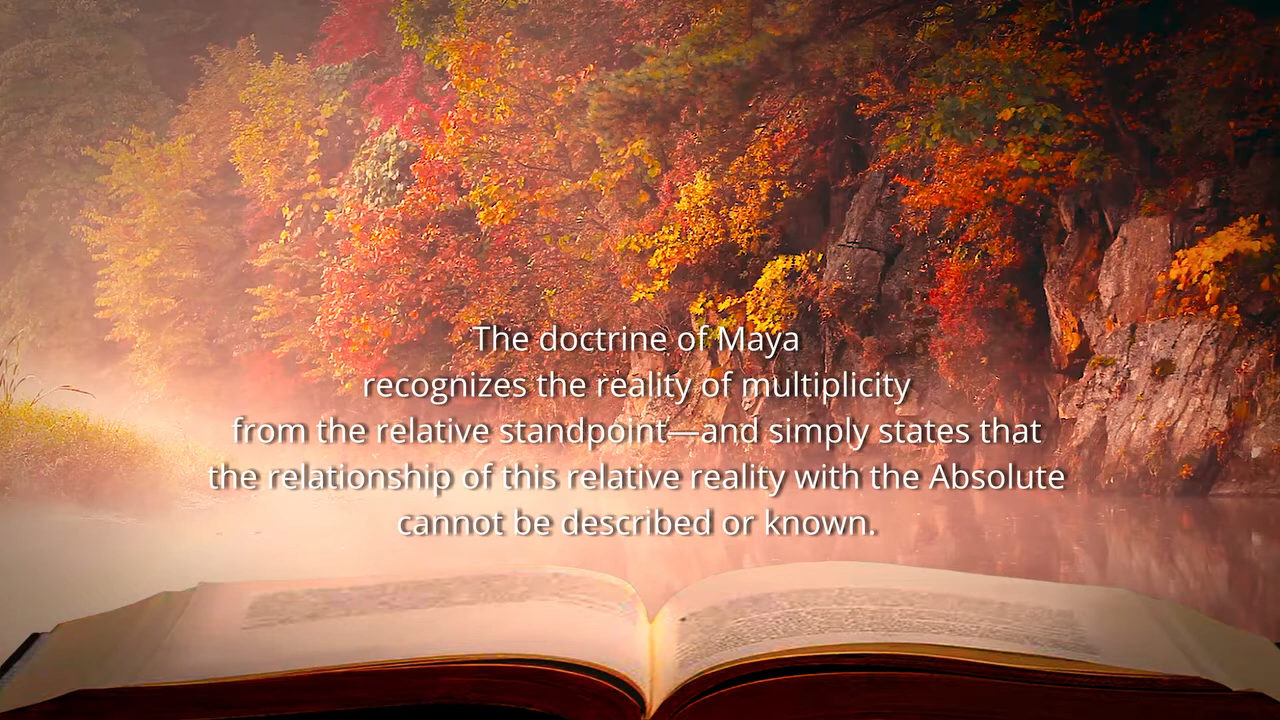 The doctrine of Maya
recognizes the reality of multiplicity
from the relative standpoint—and simply states that
the relationship of this relative reality with the Absolute
cannot be described or known.